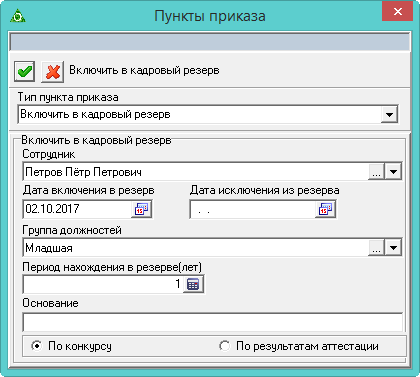 Пункты приказа
Включить в кадровый резерв
Тип пункта приказа
Включить в кадровый резерв
Включить в кадровый резерв
Сотрудник
Петров Пётр Петрович ...
Дата включения в резерв Дата исключения из резерва
02.10.2017 . .
Группа должностей
Младшая ...
Период нахождения в резерве(лет)
1
Основание
По конкурсу По результатам аттестации